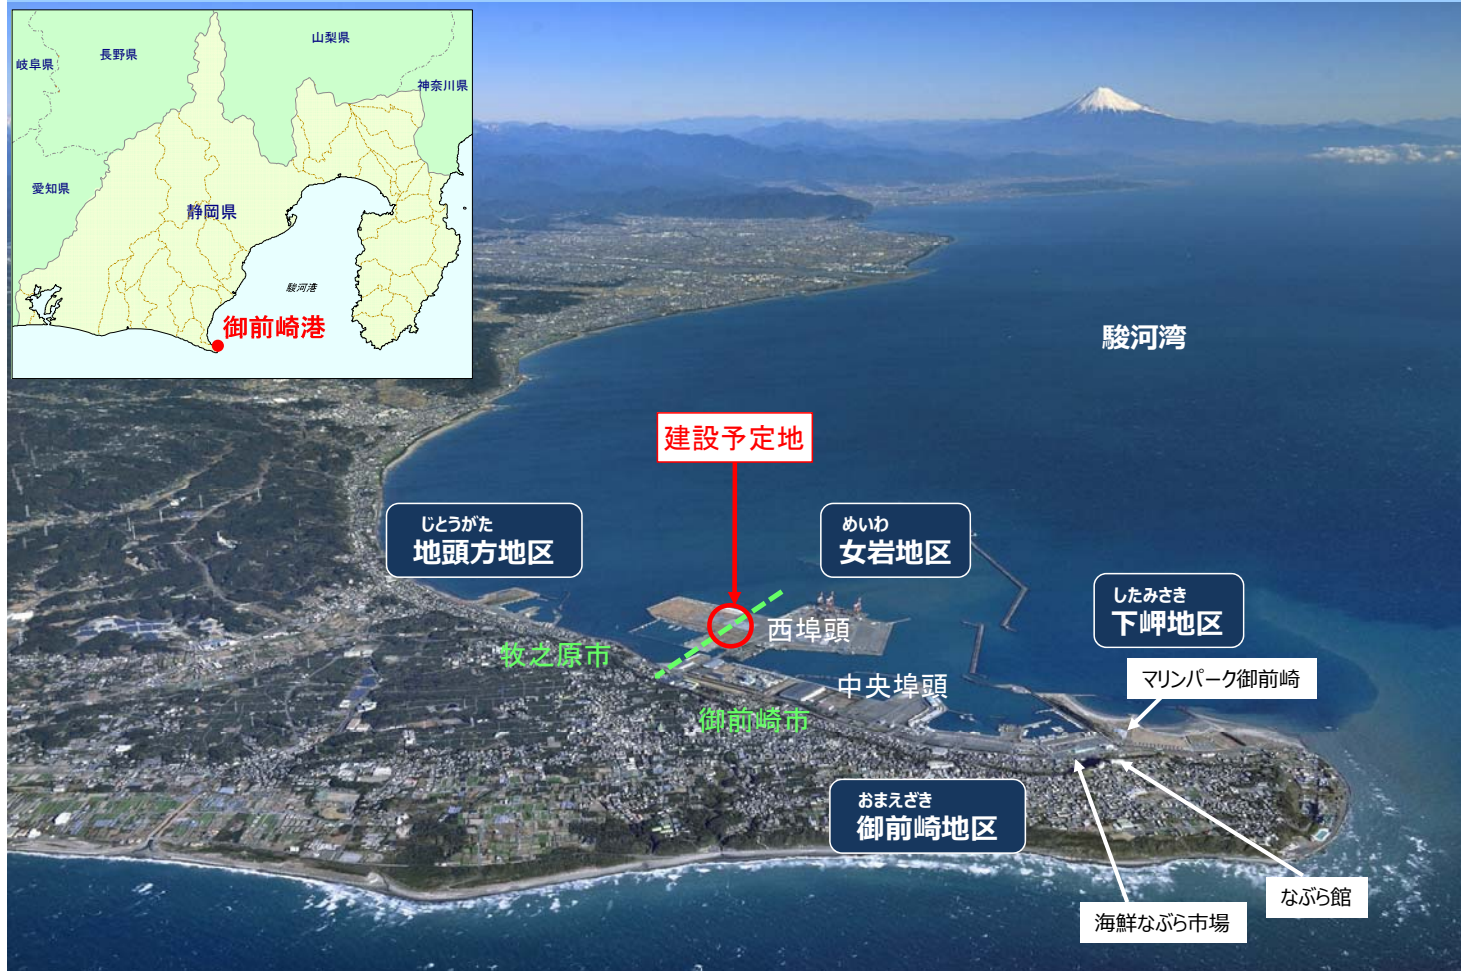 山梨県
長野県
岐阜県
神奈川県
愛知県
静岡県
駿河港
御前崎港
駿河湾
建設予定地
じとうがた
地頭方地区
めいわ
女岩地区
したみさき
下岬地区
西埠頭
牧之原市
マリンパーク御前崎
中央埠頭
御前崎市
おまえざき
御前崎地区
なぶら館
海鮮なぶら市場